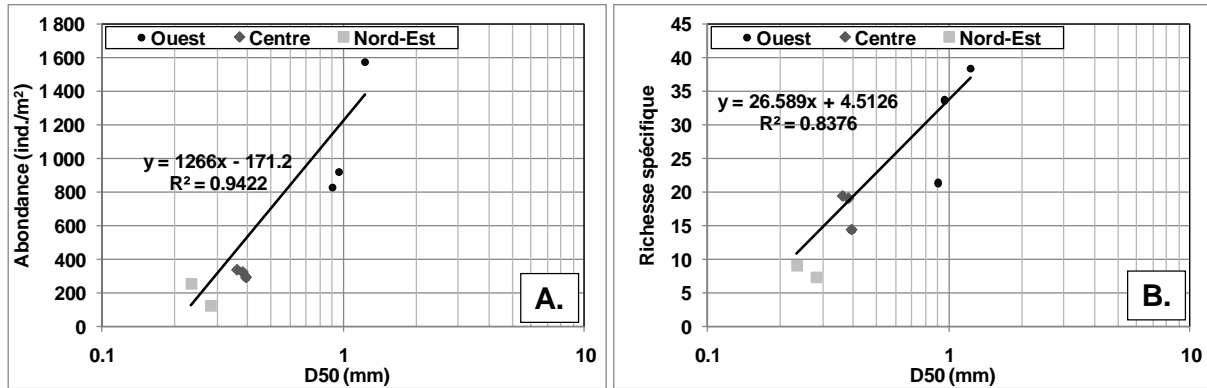 1 800
1 600
1 400
1 200
1 000
800
600
400
200
0
Abondance (ind./m²)
Ouest Centre Nord-Est
y = 1266x - 171.2
R² = 0.9422
A.
0.1 1 10
D50 (mm)
45
40
35
30
25
20
15
10
5
0
Richesse spécifique
Ouest Centre Nord-Est
y = 26.589x + 4.5126
R² = 0.8376
B.
0.1 1 10
D50 (mm)